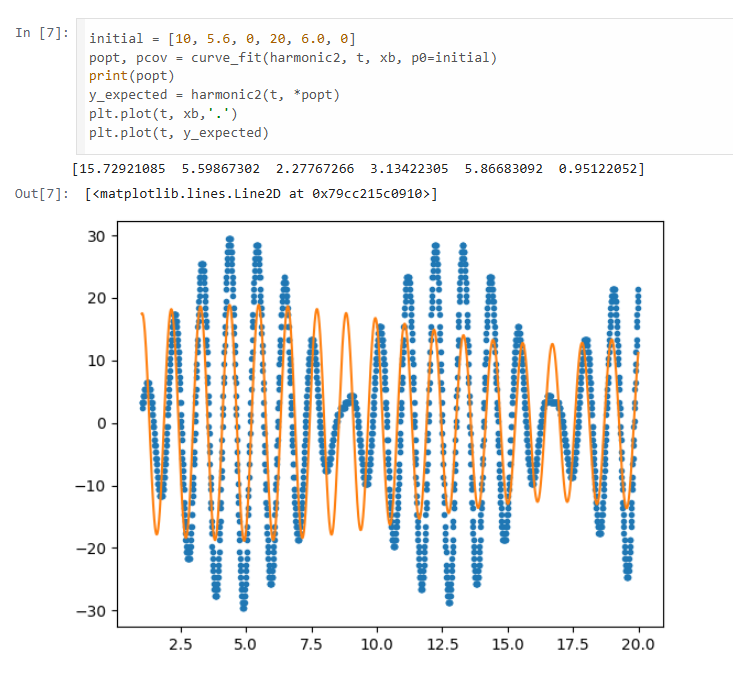 In [7]:
initial = [10, 5.6, 0, 20, 6.0, 0]
popt, pcov = curve_fit(harmonic2, t, xb, p0=initial)
print(popt)
y_expected = harmonic2(t, *popt)
plt.plot(t, xb,'.')
plt.plot(t, y_expected)
[15.72921085  5.59867302  2.27767266  3.13422305  5.86683092  0.95122052]
Out[7]: [<matplotlib.lines.Line2D at 0x79cc215c0910>]
30
20
10
0
−10
−20
−30
2.5 5.0 7.5 10.0 12.5 15.0 17.5 20.0